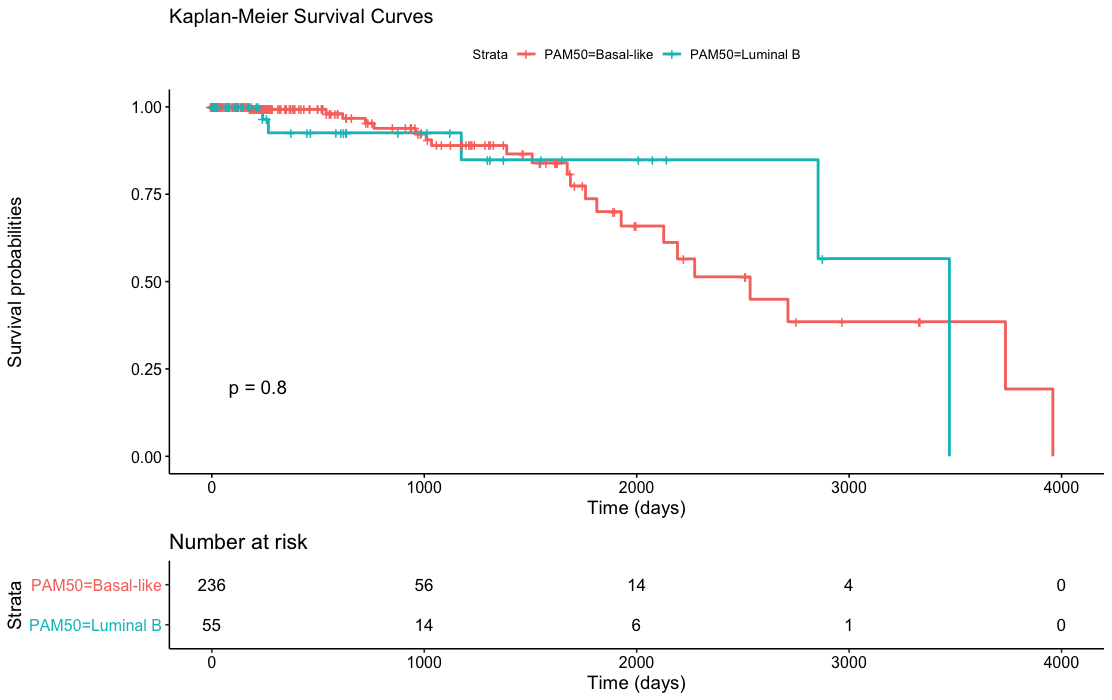 Kaplan-Meier Survival Curves
Strata PAM50=Basal-like PAM50=Luminal B
Survival probabilities
1.00
0.75
0.50
0.25
0.00
p = 0.8
0 1000 2000 3000 4000
Time (days)
Number at risk
Strata
PAM50=Basal-like 236 56 14 4 0
PAM50=Luminal B 55 14 6 1 0
0 1000 2000 3000 4000
Time (days)